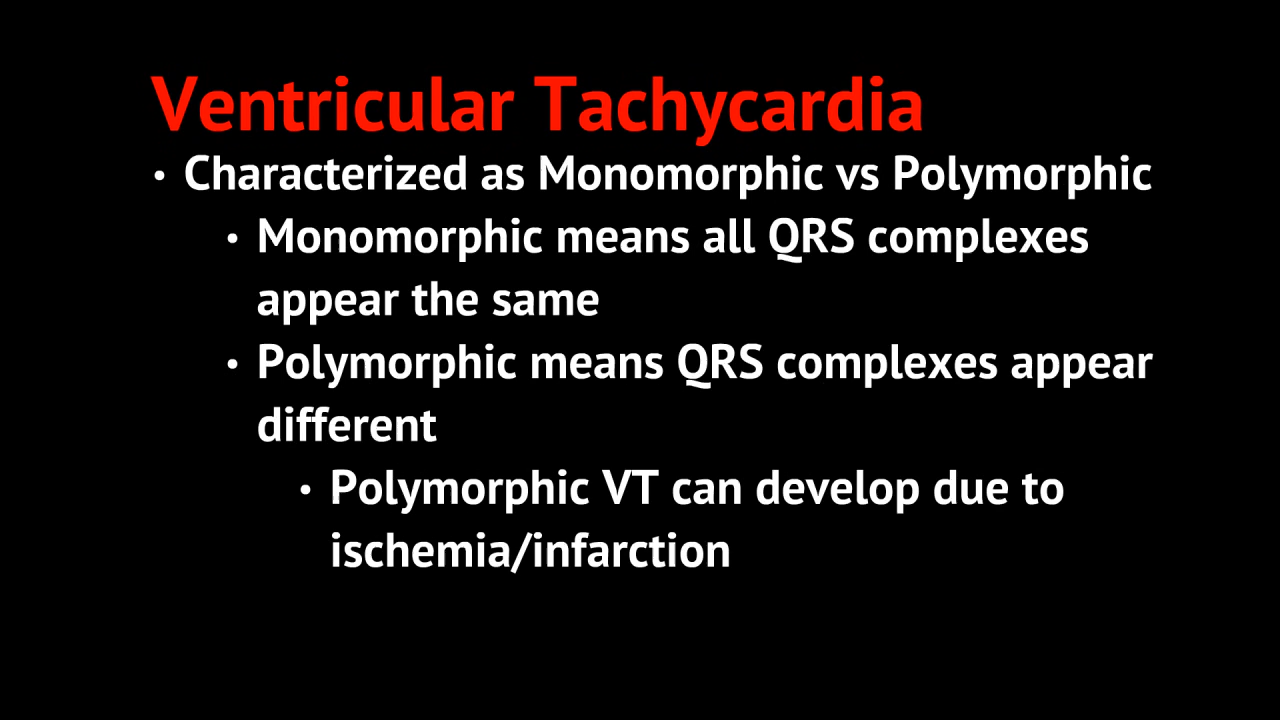 Ventricular Tachycardia
• Characterized as Monomorphic vs Polymorphic
• Monomorphic means all QRS complexes
appear the same
• Polymorphic means QRS complexes appear
different
• Polymorphic VT can develop due to
ischemia/infarction